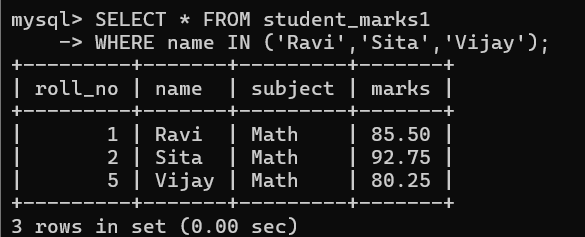 mysql> SELECT * FROM student_marks1
    -> WHERE name IN ('Ravi','Sita','Vijay');
+---------+-------+---------+-------+
| roll_no | name  | subject | marks |
+---------+-------+---------+-------+
|       1 | Ravi  | Math    | 85.50 |
|       2 | Sita  | Math    | 92.75 |
|       5 | Vijay | Math    | 80.25 |
+---------+-------+---------+-------+
3 rows in set (0.00 sec)